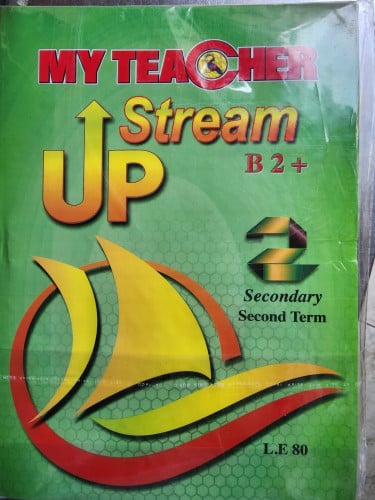 MY TEACHER
Stream
UP
B 2 +
2
Secondary
Second Term
L.E 80